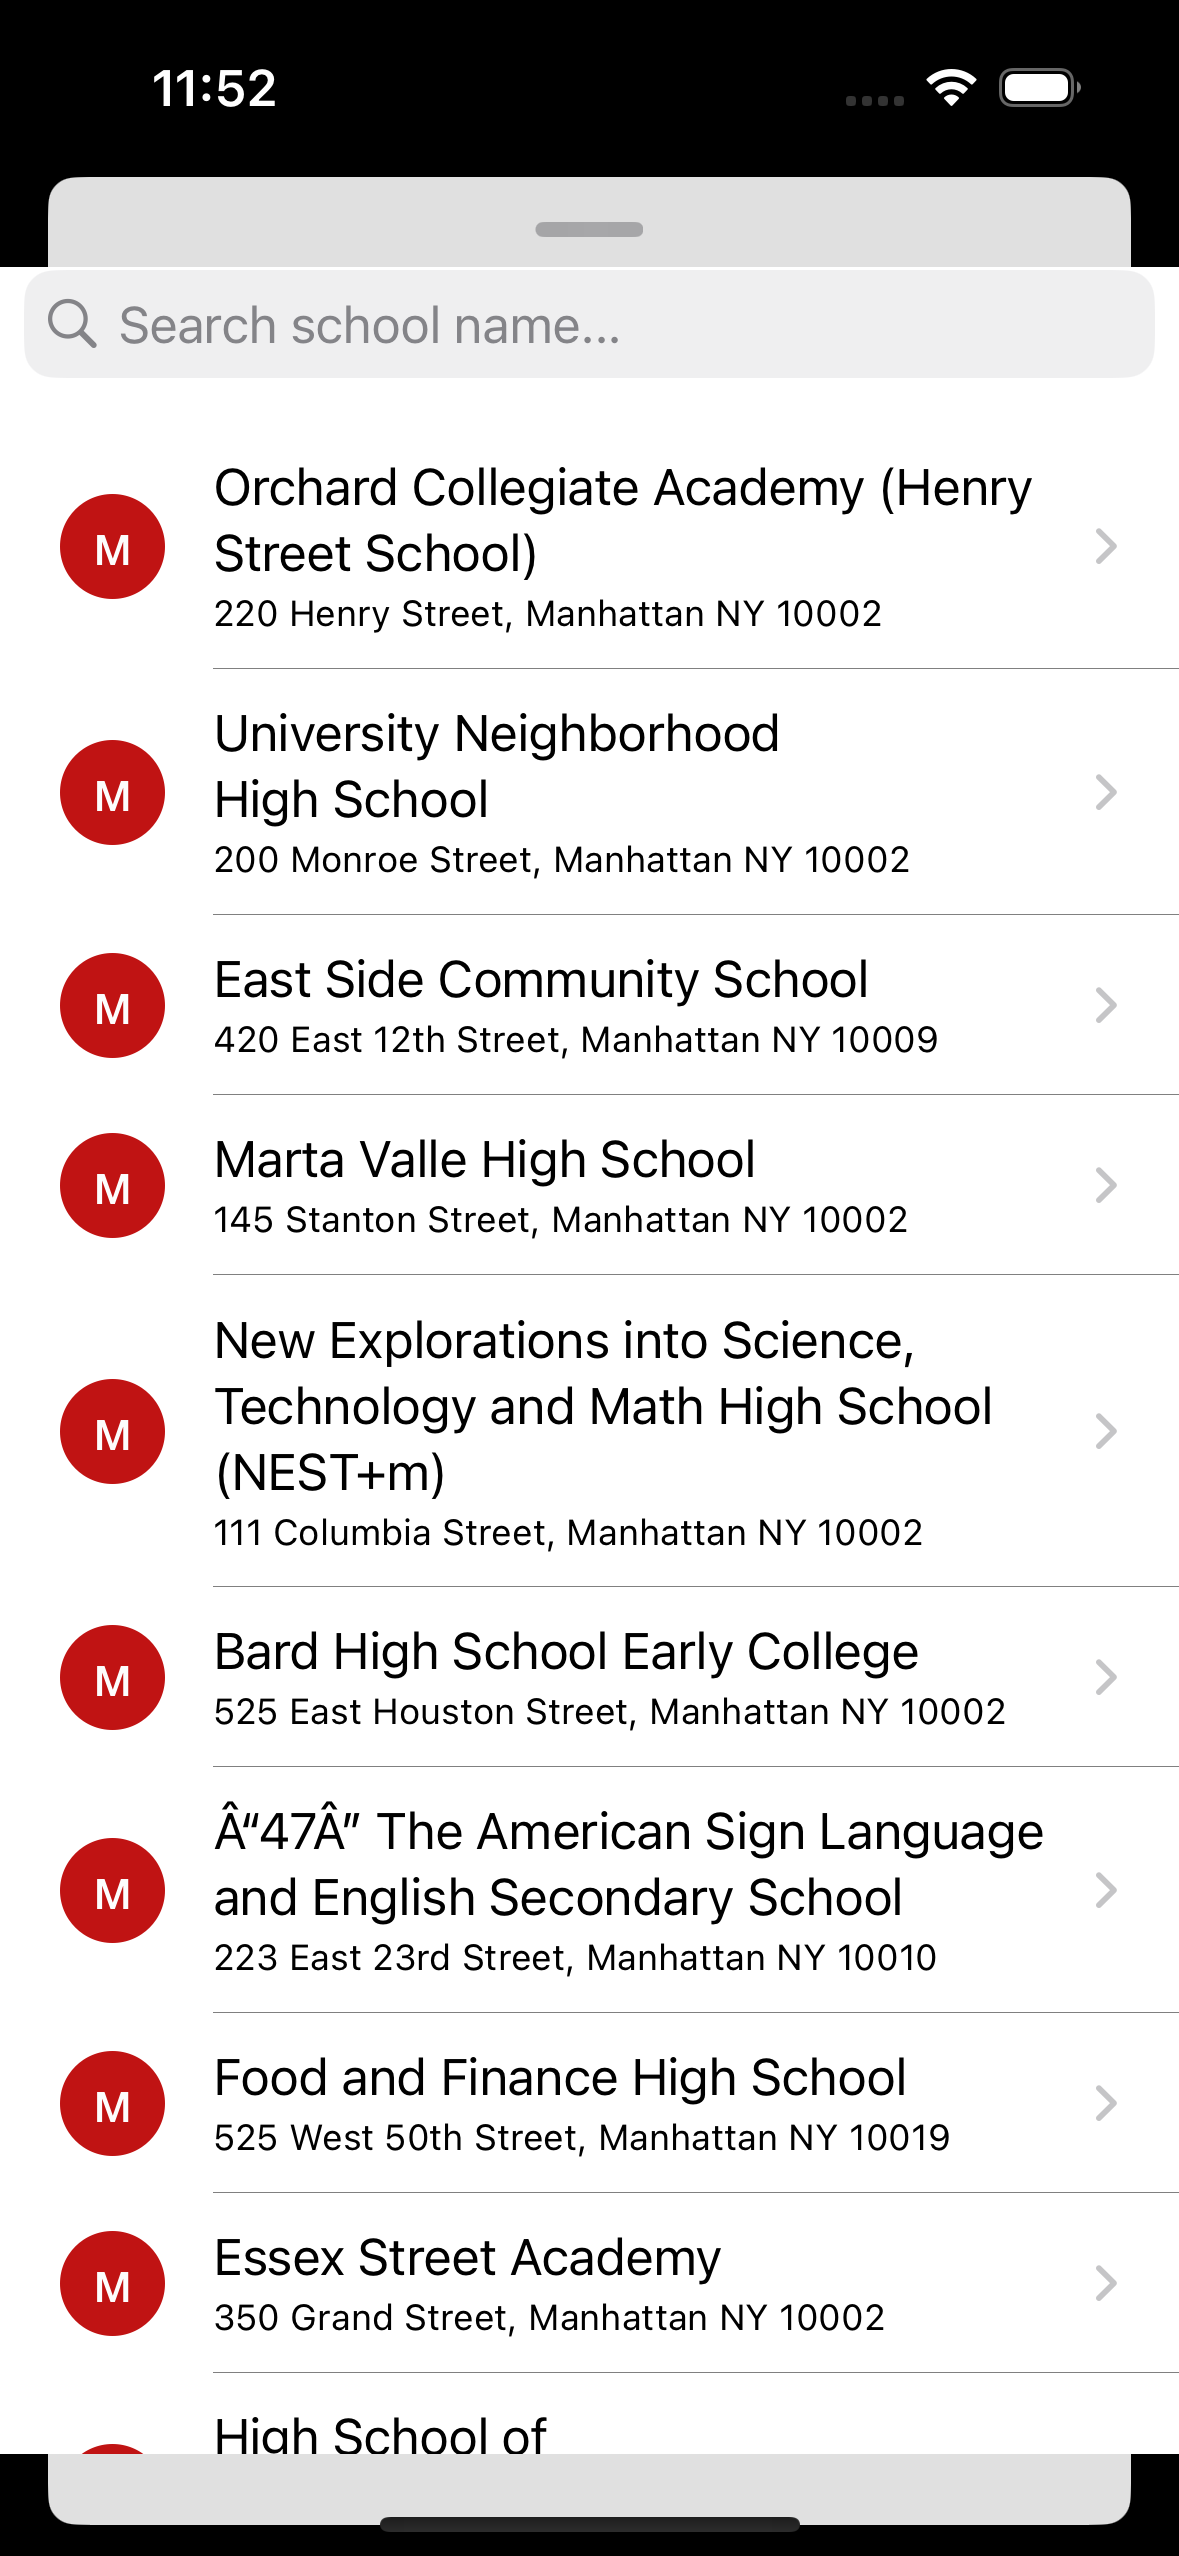 11:52
Search school name...
M
Orchard Collegiate Academy (Henry
Street School)
220 Henry Street, Manhattan NY 10002
M
University Neighborhood
High School
200 Monroe Street, Manhattan NY 10002
M
East Side Community School
420 East 12th Street, Manhattan NY 10009
M
Marta Valle High School
145 Stanton Street, Manhattan NY 10002
M
New Explorations into Science,
Technology and Math High School
(NEST+m)
111 Columbia Street, Manhattan NY 10002
M
Bard High School Early College
525 East Houston Street, Manhattan NY 10002
M
Â“47Â” The American Sign Language
and English Secondary School
223 East 23rd Street, Manhattan NY 10010
M
Food and Finance High School
525 West 50th Street, Manhattan NY 10019
M
Essex Street Academy
350 Grand Street, Manhattan NY 10002
High School of